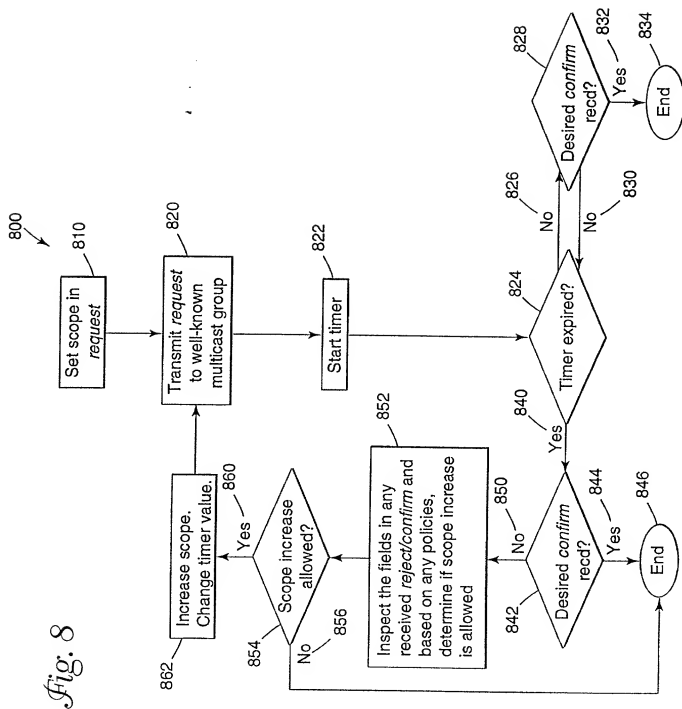 Fig. 8
800
810
Set scope in
request
820
Transmit request
to well-known
multicast group
822
Start timer
824
Timer expired?
826
No
828
Desired confirm
recd?
No
830
Yes
832
End
834
840
Yes
842
Desired confirm
recd?
Yes
844
End
846
No
850
852
Inspect the fields in any
received reject/confirm and
based on any policies,
determine if scope increase
is allowed
854
Scope increase
allowed?
No
856
Yes
860
862
Increase scope.
Change timer value.